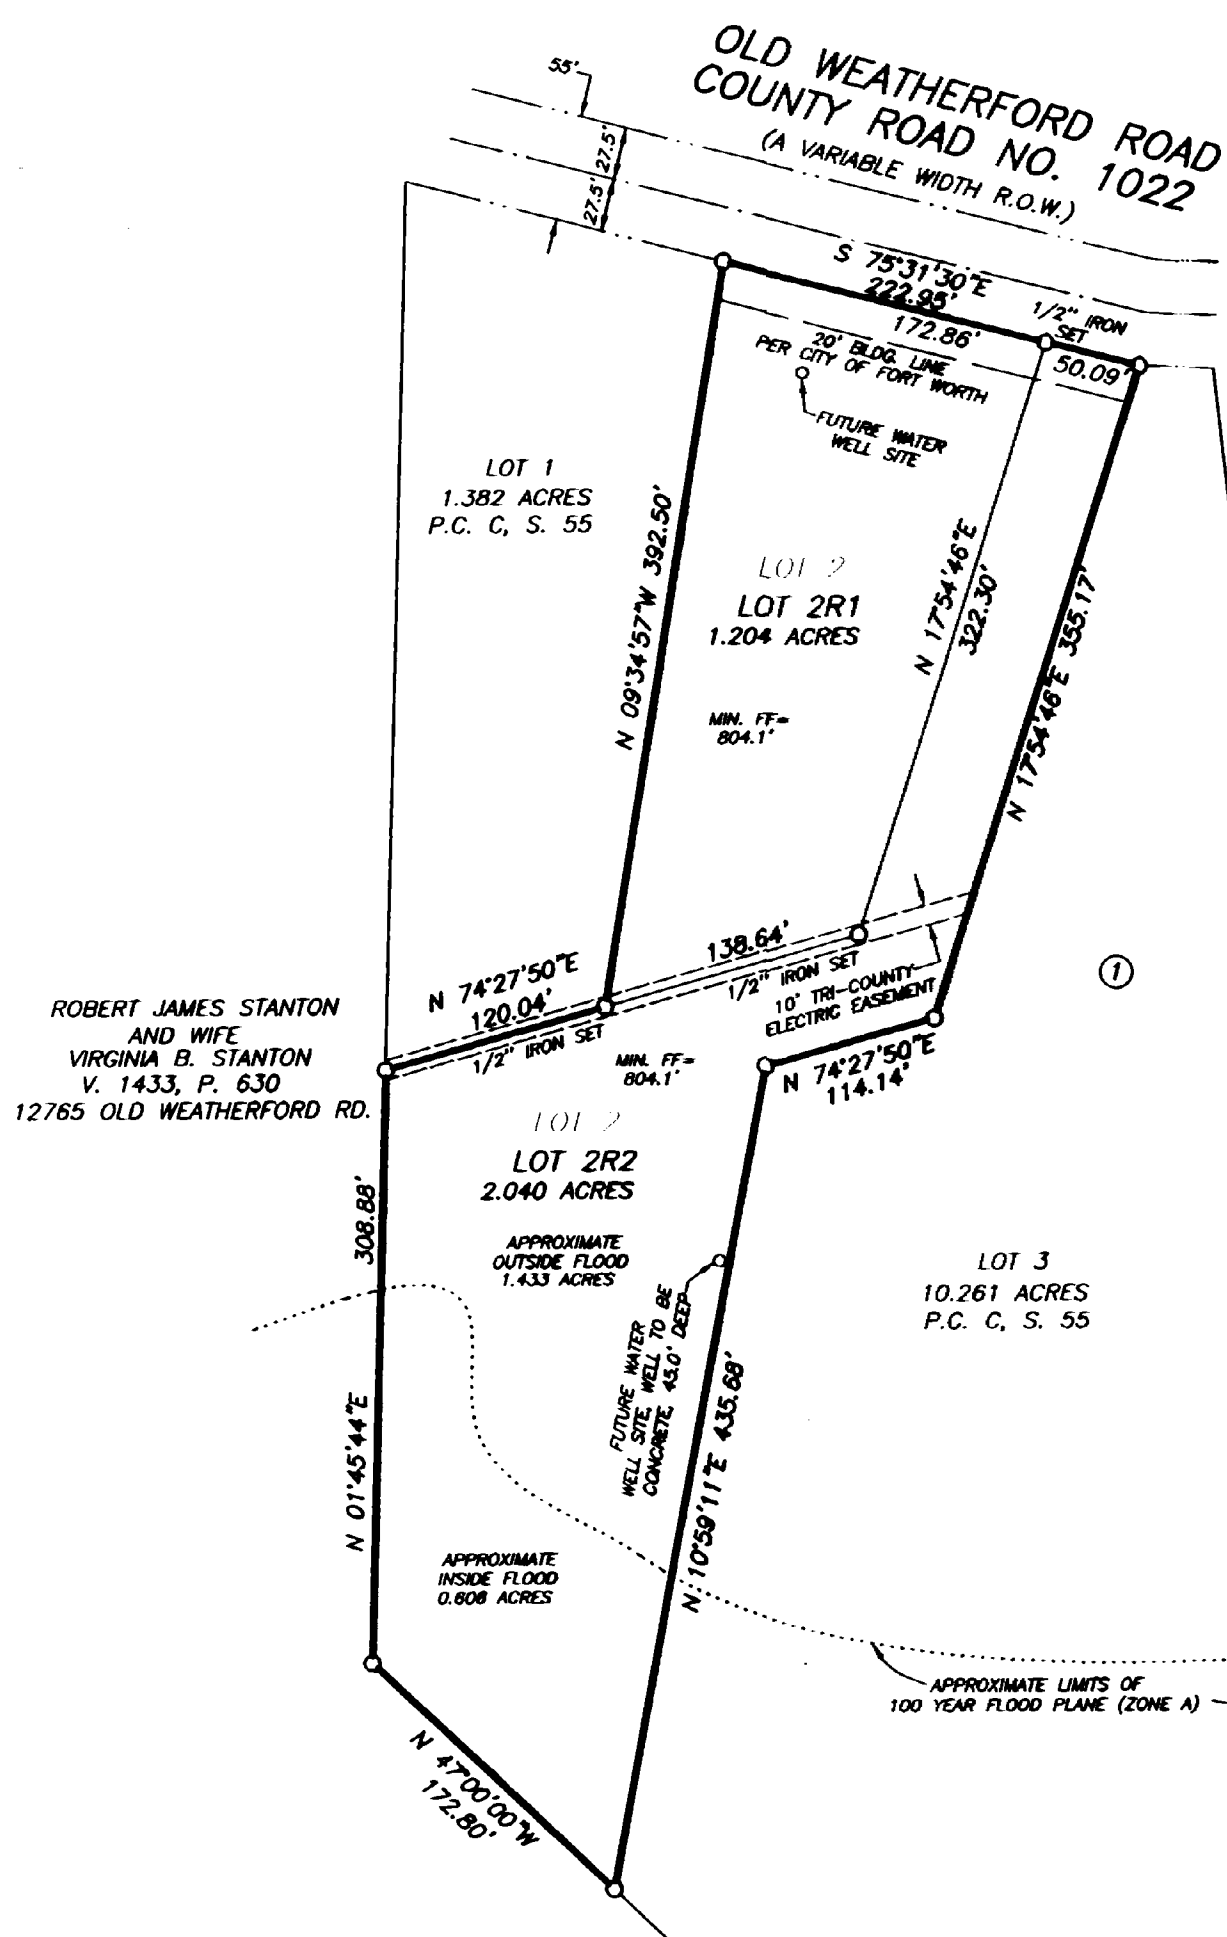 OLD WEATHERFORD ROAD
COUNTY ROAD NO. 1022
(A VARIABLE WIDTH R.O.W.)
55'
27.5'
27.5'
S 75°31'30"E
222.95'
172.86'
1/2" IRON
SET
50.09'
20' BLDG. LINE
PER CITY OF FORT WORTH
FUTURE WATER
WELL SITE
LOT 1
1.382 ACRES
P.C. C, S. 55
N 09°34'57"W 392.50'
LOT 2
LOT 2R1
1.204 ACRES
MIN. FF=
804.1'
N 17°54'46"E
322.30'
N 17°54'46"E 355.17'
138.64'
1/2" IRON SET
10' TRI-COUNTY
ELECTRIC EASEMENT
N 74°27'50"E
120.04'
1/2" IRON SET
N 74°27'50"E
114.14'
1
ROBERT JAMES STANTON
AND WIFE
VIRGINIA B. STANTON
V. 1433, P. 630
12765 OLD WEATHERFORD RD.
MIN. FF=
804.1'
LOT 2
LOT 2R2
2.040 ACRES
308.88'
N 01°45'44"E
APPROXIMATE
OUTSIDE FLOOD
1.433 ACRES
FUTURE WATER
WELL SITE, WELL TO BE
CONCRETE, 45.0' DEEP
N 10°59'11"E 435.68'
LOT 3
10.261 ACRES
P.C. C, S. 55
APPROXIMATE
INSIDE FLOOD
0.608 ACRES
APPROXIMATE LIMITS OF
100 YEAR FLOOD PLANE (ZONE A)
N 47°00'00"W
172.80'